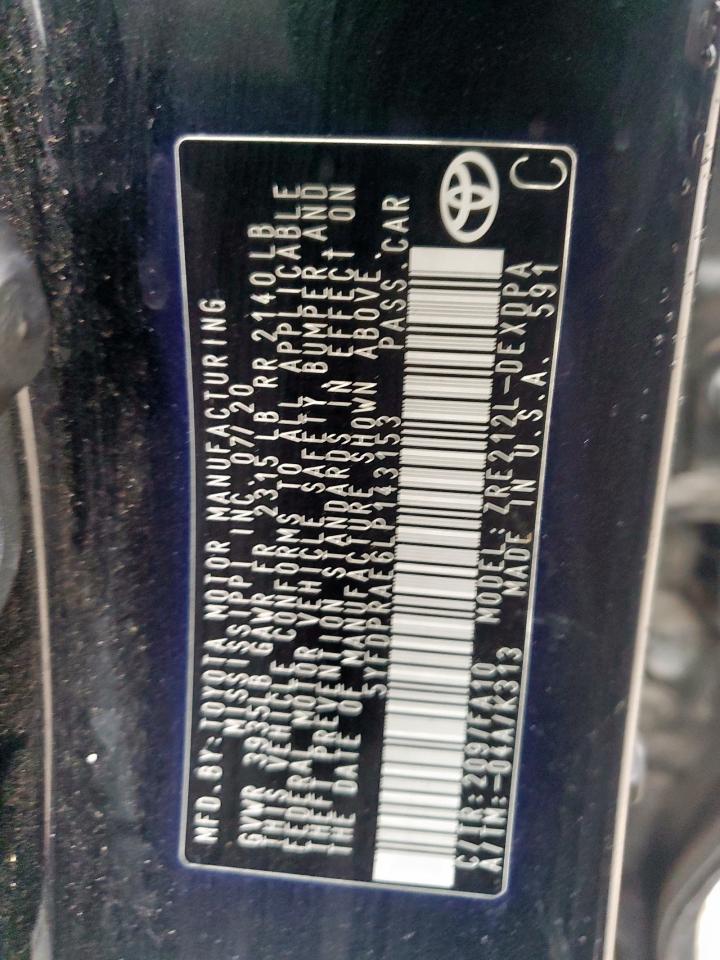 MFD.BY:TOYOTA MOTOR MANUFACTURING
MISSISSIPPI INC. 07/20
GVWR 3935LB GAWR FR 2315 LB RR 2140LB
THIS VEHICLE CONFORMS TO ALL APPLICABLE
FEDERAL MOTOR VEHICLE SAFETY, BUMPER AND
THEFT PREVENTION STANDARDS IN EFFECT ON
THE DATE OF MANUFACTURE SHOWN ABOVE.
5YFDPRAE6LP143153 PASS.CAR
C/TR:209/FA10 MODEL:ZRE212L-DEXDPA
A/TM:-04A/K313 MADE IN U.S.A. 591
C